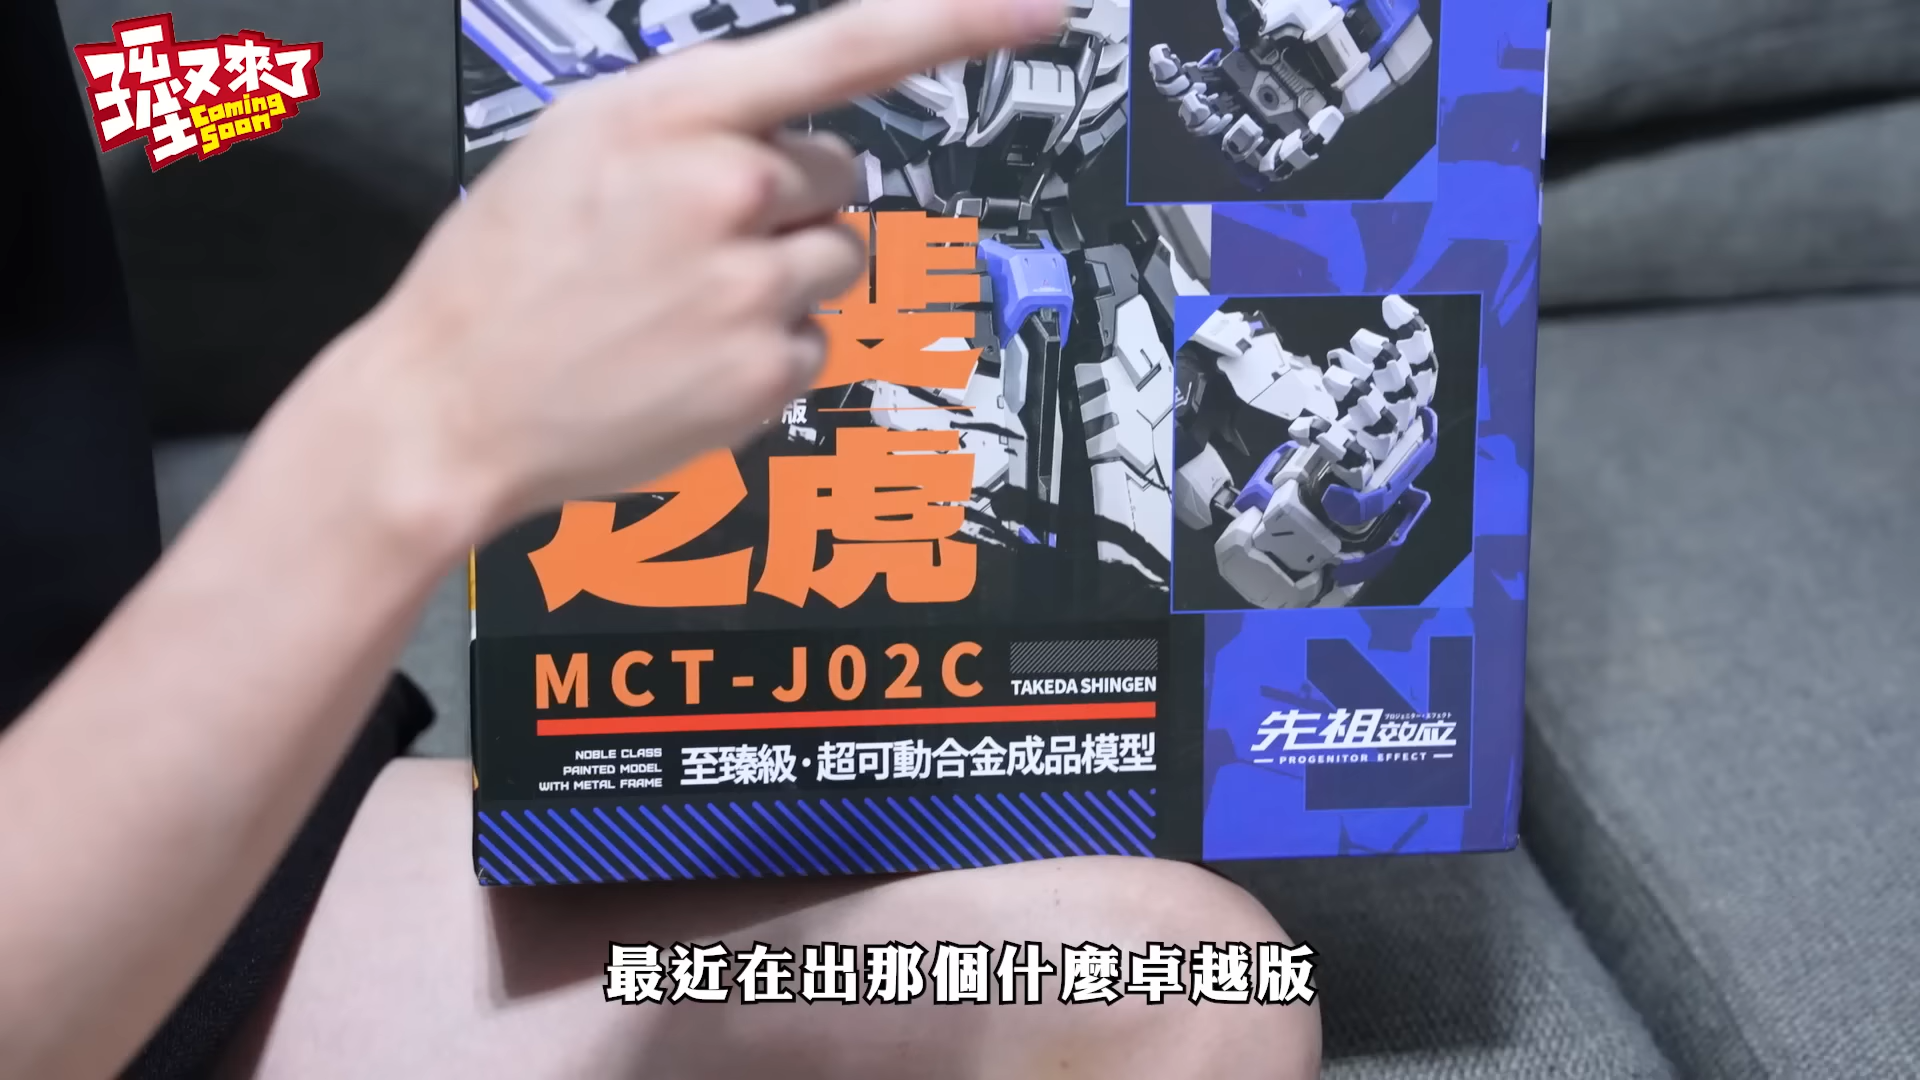 孬又來了
Coming
Soon
版
之虎
MCT-J02C
TAKEDA SHINGEN
NOBLE CLASS
PAINTED MODEL
WITH METAL FRAME
至臻級·超可動合金成品模型
先祖效应
PROGENITOR EFFECT
最近在出那個什麼卓越版